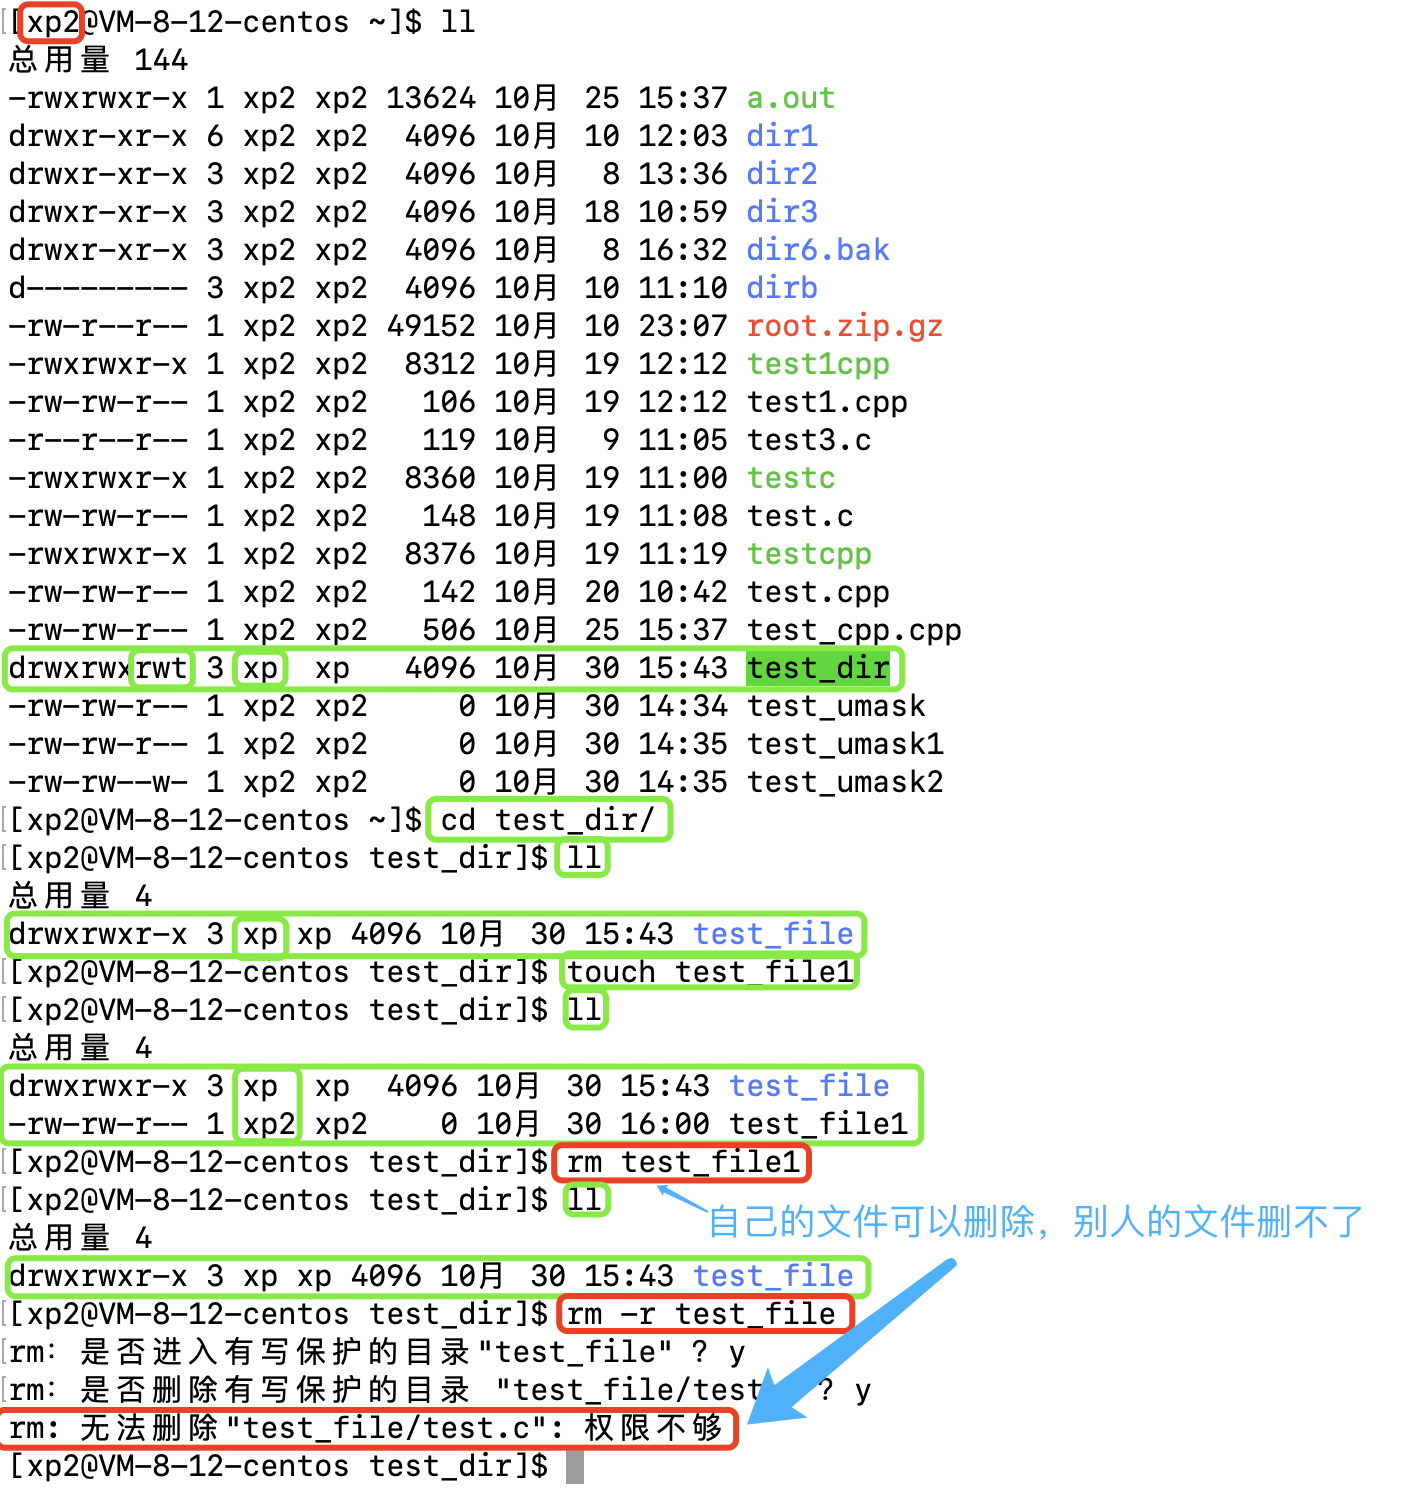 [xp2@VM-8-12-centos ~]$ ll
总用量 144
-rwxrwxr-x 1 xp2 xp2 13624 10月 25 15:37 a.out
drwxr-xr-x 6 xp2 xp2 4096 10月 10 12:03 dir1
drwxr-xr-x 3 xp2 xp2 4096 10月 8 13:36 dir2
drwxr-xr-x 3 xp2 xp2 4096 10月 18 10:59 dir3
drwxr-xr-x 3 xp2 xp2 4096 10月 8 16:32 dir6.bak
d--------- 3 xp2 xp2 4096 10月 10 11:10 dirb
-rw-r--r-- 1 xp2 xp2 49152 10月 10 23:07 root.zip.gz
-rwxrwxr-x 1 xp2 xp2 8312 10月 19 12:12 test1cpp
-rw-rw-r-- 1 xp2 xp2 106 10月 19 12:12 test1.cpp
-r--r--r-- 1 xp2 xp2 119 10月 9 11:05 test3.c
-rwxrwxr-x 1 xp2 xp2 8360 10月 19 11:00 testc
-rw-rw-r-- 1 xp2 xp2 148 10月 19 11:08 test.c
-rwxrwxr-x 1 xp2 xp2 8376 10月 19 11:19 testcpp
-rw-rw-r-- 1 xp2 xp2 142 10月 20 10:42 test.cpp
-rw-rw-r-- 1 xp2 xp2 506 10月 25 15:37 test_cpp.cpp
drwxrwxrwt 3 xp xp 4096 10月 30 15:43 test_dir
-rw-rw-r-- 1 xp2 xp2 0 10月 30 14:34 test_umask
-rw-rw-r-- 1 xp2 xp2 0 10月 30 14:35 test_umask1
-rw-rw--w- 1 xp2 xp2 0 10月 30 14:35 test_umask2
[xp2@VM-8-12-centos ~]$ cd test_dir/
[xp2@VM-8-12-centos test_dir]$ ll
总用量 4
drwxrwxr-x 3 xp xp 4096 10月 30 15:43 test_file
[xp2@VM-8-12-centos test_dir]$ touch test_file1
[xp2@VM-8-12-centos test_dir]$ ll
总用量 4
drwxrwxr-x 3 xp xp 4096 10月 30 15:43 test_file
-rw-rw-r-- 1 xp2 xp2 0 10月 30 16:00 test_file1
[xp2@VM-8-12-centos test_dir]$ rm test_file1
[xp2@VM-8-12-centos test_dir]$ ll
自己的文件可以删除，别人的文件删不了
总用量 4
drwxrwxr-x 3 xp xp 4096 10月 30 15:43 test_file
[xp2@VM-8-12-centos test_dir]$ rm -r test_file
rm：是否进入有写保护的目录"test_file" ? y
rm：是否删除有写保护的目录 "test_file/test ? y
rm: 无法删除"test_file/test.c": 权限不够
[xp2@VM-8-12-centos test_dir]$